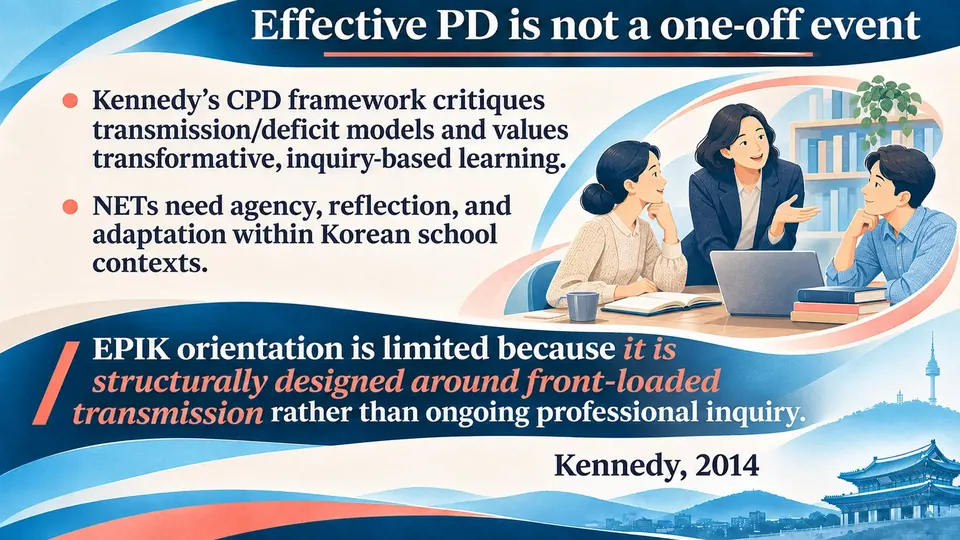 Effective PD is not a one-off event
Kennedy's CPD framework critiques
transmission/deficit models and values
transformative, inquiry-based learning.
NETs need agency, reflection, and
adaptation within Korean school
contexts.
EPIK orientation is limited because it is
structurally designed around front-loaded
transmission rather than ongoing professional inquiry.
Kennedy, 2014